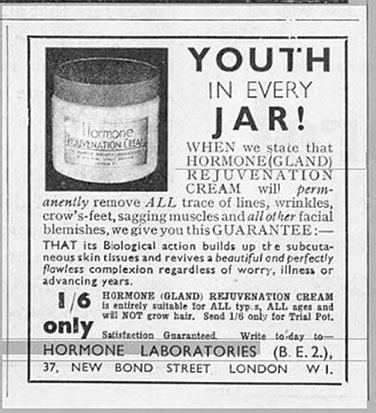 YOUTH
IN EVERY
JAR!
Hormone
REJUVENATION CREAM
WHEN we state that
HORMONE (GLAND)
REJUVENATION
CREAM will perm-
anently remove ALL trace of lines, wrinkles,
crow's-feet, sagging muscles and all other facial
blemishes, we give you this GUARANTEE :—
THAT its Biological action builds up the subcuta-
neous skin tissues and revives a beautiful and perfectly
flawless complexion regardless of worry, illness or
advancing years.
1/6
only
HORMONE (GLAND) REJUVENATION CREAM
is entirely suitable for ALL types, ALL ages and
will NOT grow hair. Send 1/6 only for Trial Pot.
Satisfaction Guaranteed. Write to-day to—
HORMONE LABORATORIES (B.E.2.),
37, NEW BOND STREET LONDON W1.